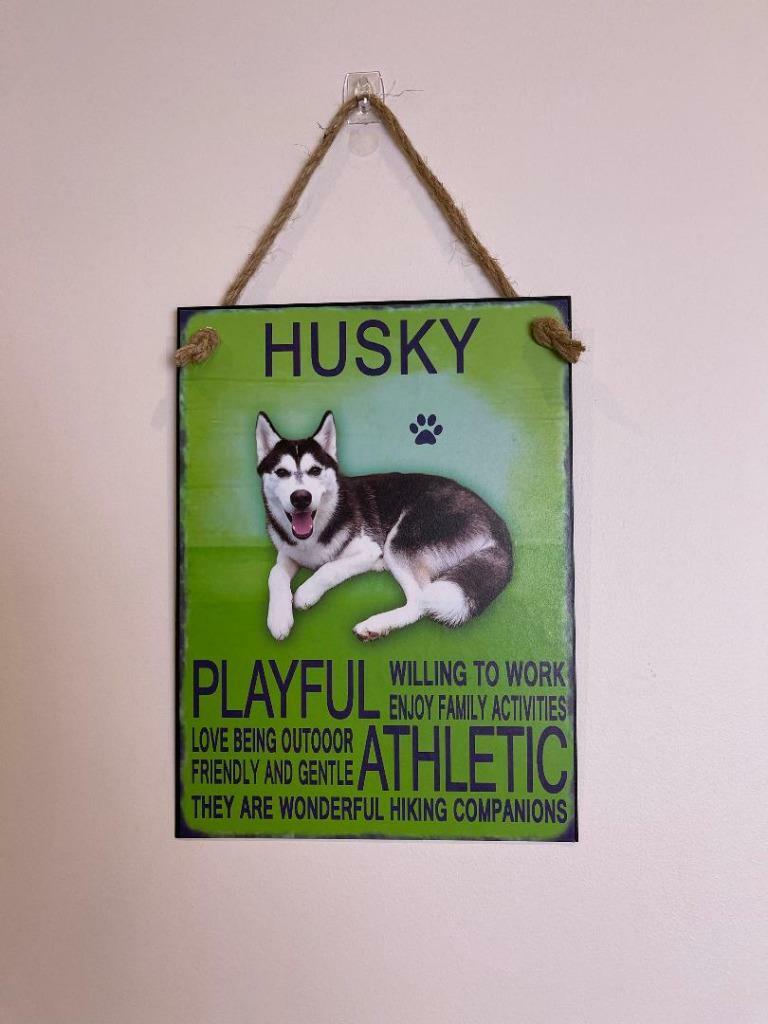 HUSKY
PLAYFUL
WILLING TO WORK
ENJOY FAMILY ACTIVITIES
LOVE BEING OUTOOOR
FRIENDLY AND GENTLE
ATHLETIC
THEY ARE WONDERFUL HIKING COMPANIONS